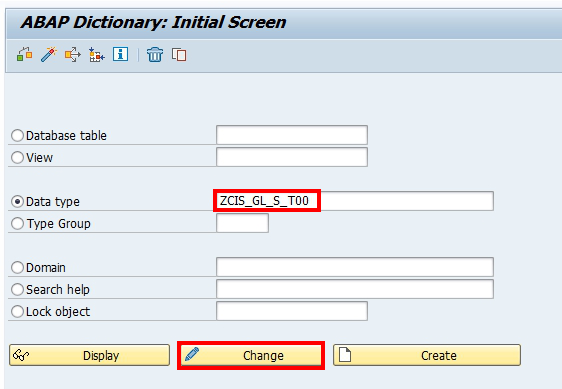 ABAP Dictionary: Initial Screen
Database table
View
Data type ZCIS_GL_S_T00
Type Group
Domain
Search help
Lock object
Display Change Create